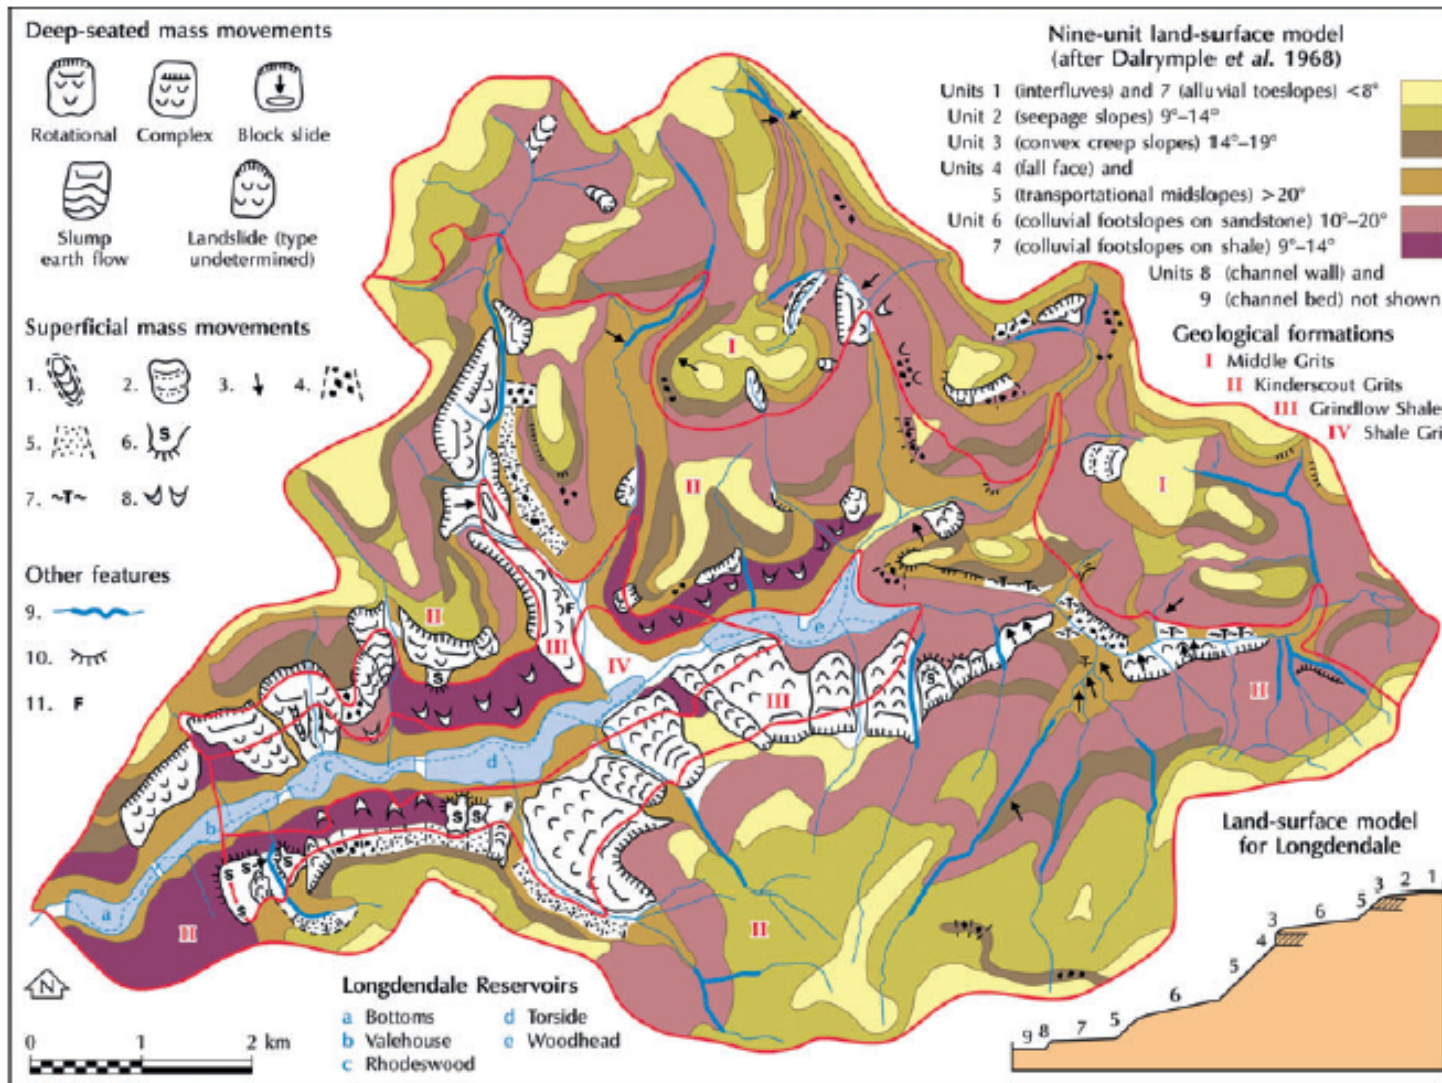 Deep-seated mass movements
Rotational
Complex
Block slide
Slump
earth flow
Landslide (type
undetermined)
Superficial mass movements
1.
2.
3.
4.
5.
6. S
7. ~T~
8.
Other features
9.
10.
11. F
N
0 1 2 km
Nine-unit land-surface model
(after Dalrymple et al. 1968)
Units 1 (interfluves) and 7 (alluvial toeslopes) <8°
Unit 2 (seepage slopes) 9°–14°
Unit 3 (convex creep slopes) 14°–19°
Units 4 (fall face) and
5 (transportational midslopes) >20°
Unit 6 (colluvial footslopes on sandstone) 10°–20°
7 (colluvial footslopes on shale) 9°–14°
Units 8 (channel wall) and
9 (channel bed) not shown
Geological formations
I Middle Grits
II Kinderscout Grits
III Grindlow Shale
IV Shale Gri
I
II
I
II
III
F
IV
e
III
S
II
S
c
d
b
S
S
F
S
S
S
S
a
II
II
Longdendale Reservoirs
a Bottoms
b Valehouse
c Rhodeswood
d Torside
e Woodhead
Land-surface model
for Longdendale
1
2
3
5
6
3
4
5
6
5
7
8
9